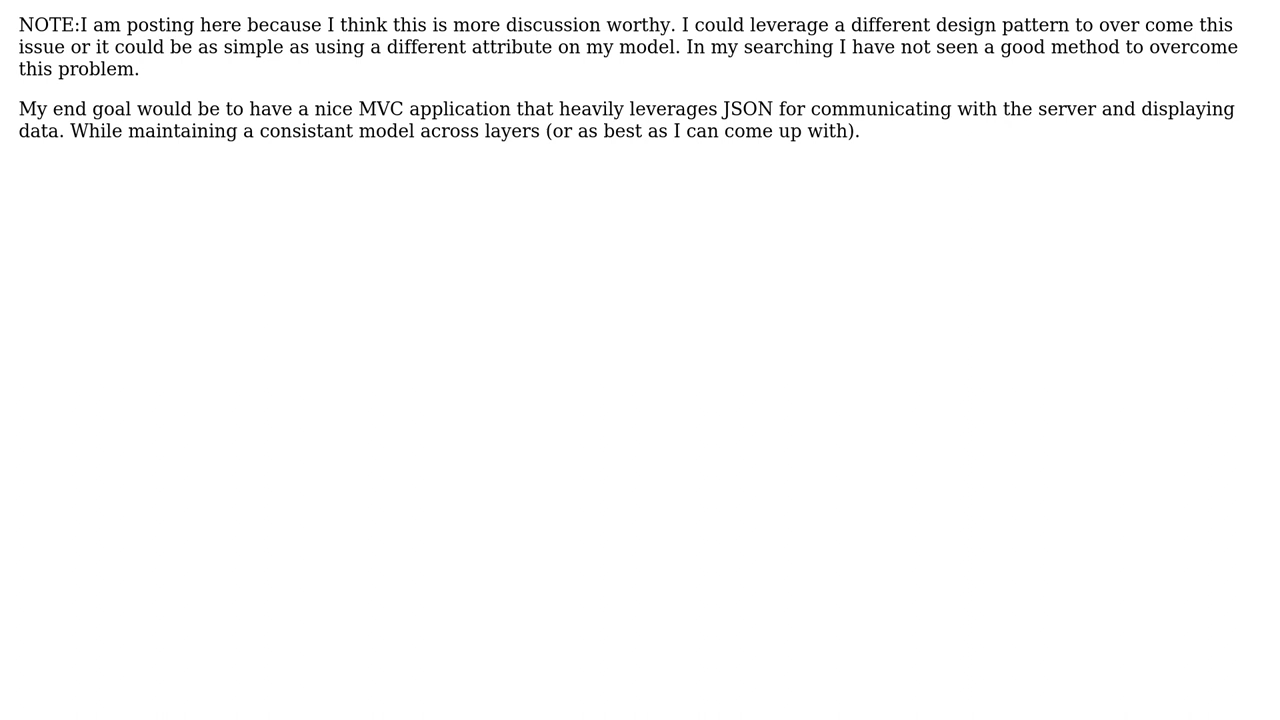 NOTE:I am posting here because I think this is more discussion worthy. I could leverage a different design pattern to over come this
issue or it could be as simple as using a different attribute on my model. In my searching I have not seen a good method to overcome
this problem.
My end goal would be to have a nice MVC application that heavily leverages JSON for communicating with the server and displaying
data. While maintaining a consistant model across layers (or as best as I can come up with).